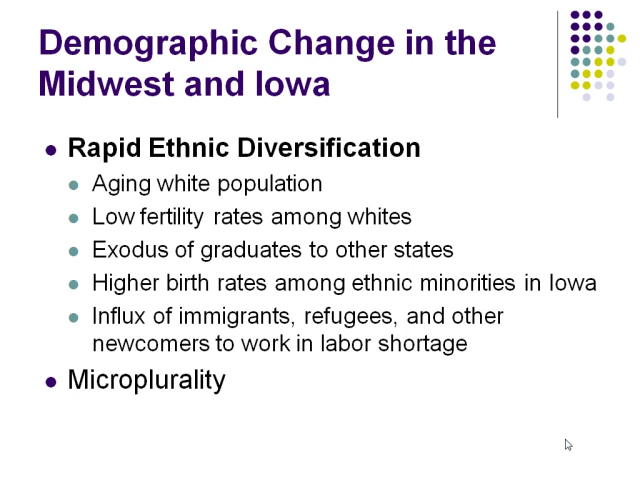 Demographic Change in the
Midwest and Iowa
Rapid Ethnic Diversification
Aging white population
Low fertility rates among whites
Exodus of graduates to other states
Higher birth rates among ethnic minorities in Iowa
Influx of immigrants, refugees, and other
newcomers to work in labor shortage
Microplurality